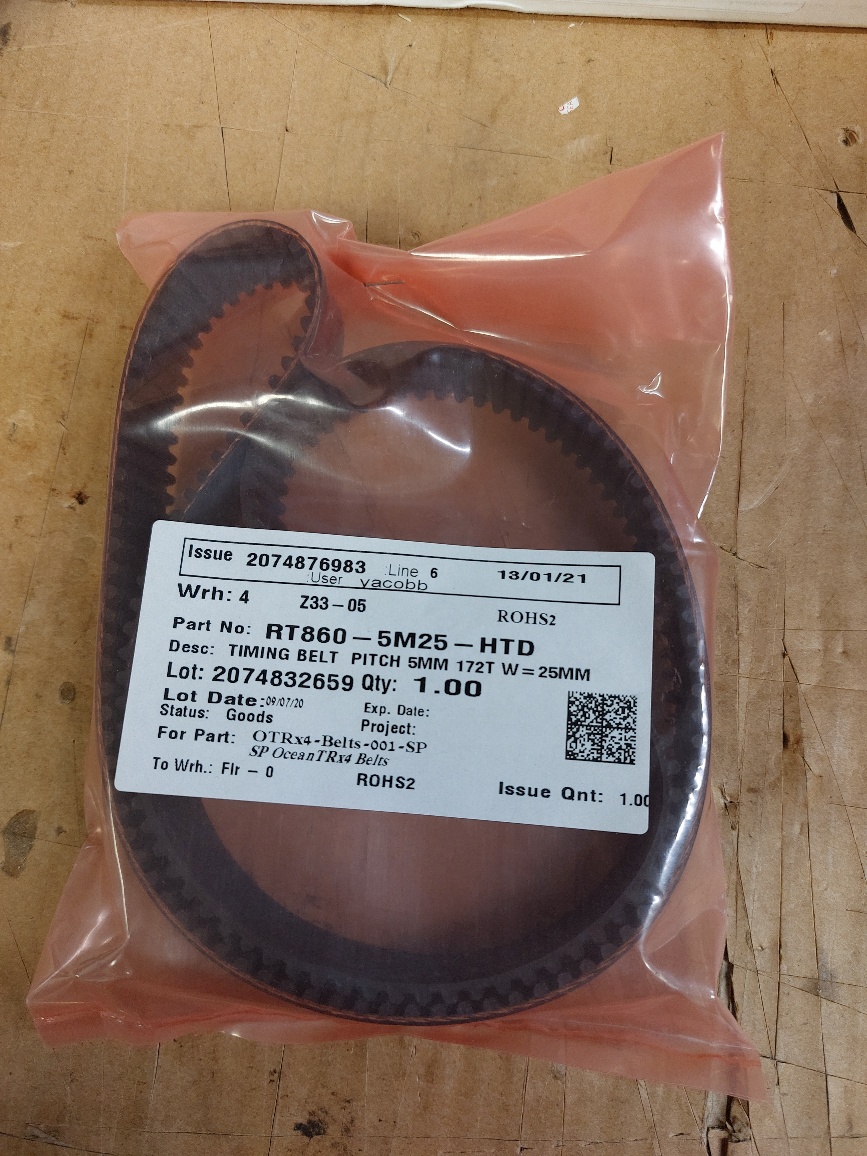 Issue 2074876983 :Line 6 13/01/21
:User yacobb
Wrh: 4 Z33-05 ROHS2
Part No: RT860-5M25-HTD
Desc: TIMING BELT PITCH 5MM 172T W=25MM
Lot: 2074832659 Qty: 1.00
Lot Date: 09/07/20 Exp. Date:
Status: Goods Project:
For Part: OTRx4-Belts-001-SP
SP OceanTRx4 Belts
To Wrh.: Flr - 0 ROHS2 Issue Qnt: 1.00